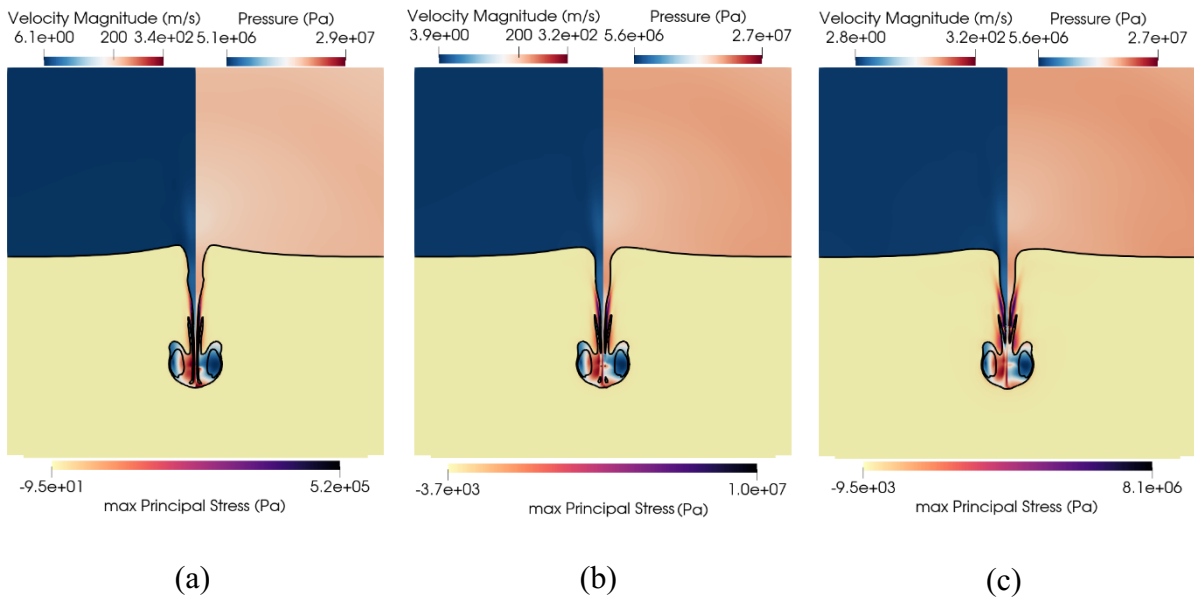 Velocity Magnitude (m/s) Pressure (Pa)
6.1e+00 200 3.4e+02 5.1e+06 2.9e+07
-9.5e+01 5.2e+05
max Principal Stress (Pa)
(a)
Velocity Magnitude (m/s) Pressure (Pa)
3.9e+00 200 3.2e+02 5.6e+06 2.7e+07
-3.7e+03 1.0e+07
max Principal Stress (Pa)
(b)
Velocity Magnitude (m/s) Pressure (Pa)
2.8e+00 3.2e+02 5.6e+06 2.7e+07
-9.5e+03 8.1e+06
max Principal Stress (Pa)
(c)